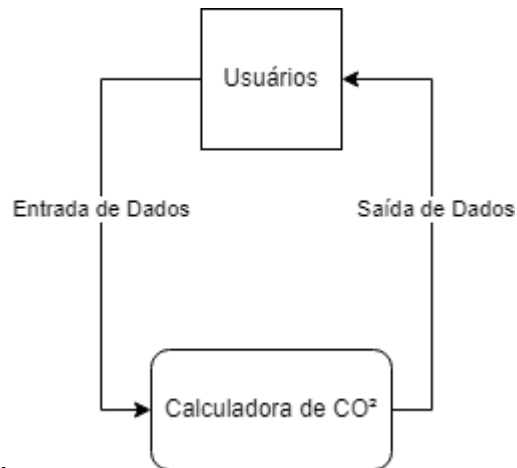 Usuários
Entrada de Dados
Saída de Dados
Calculadora de CO²